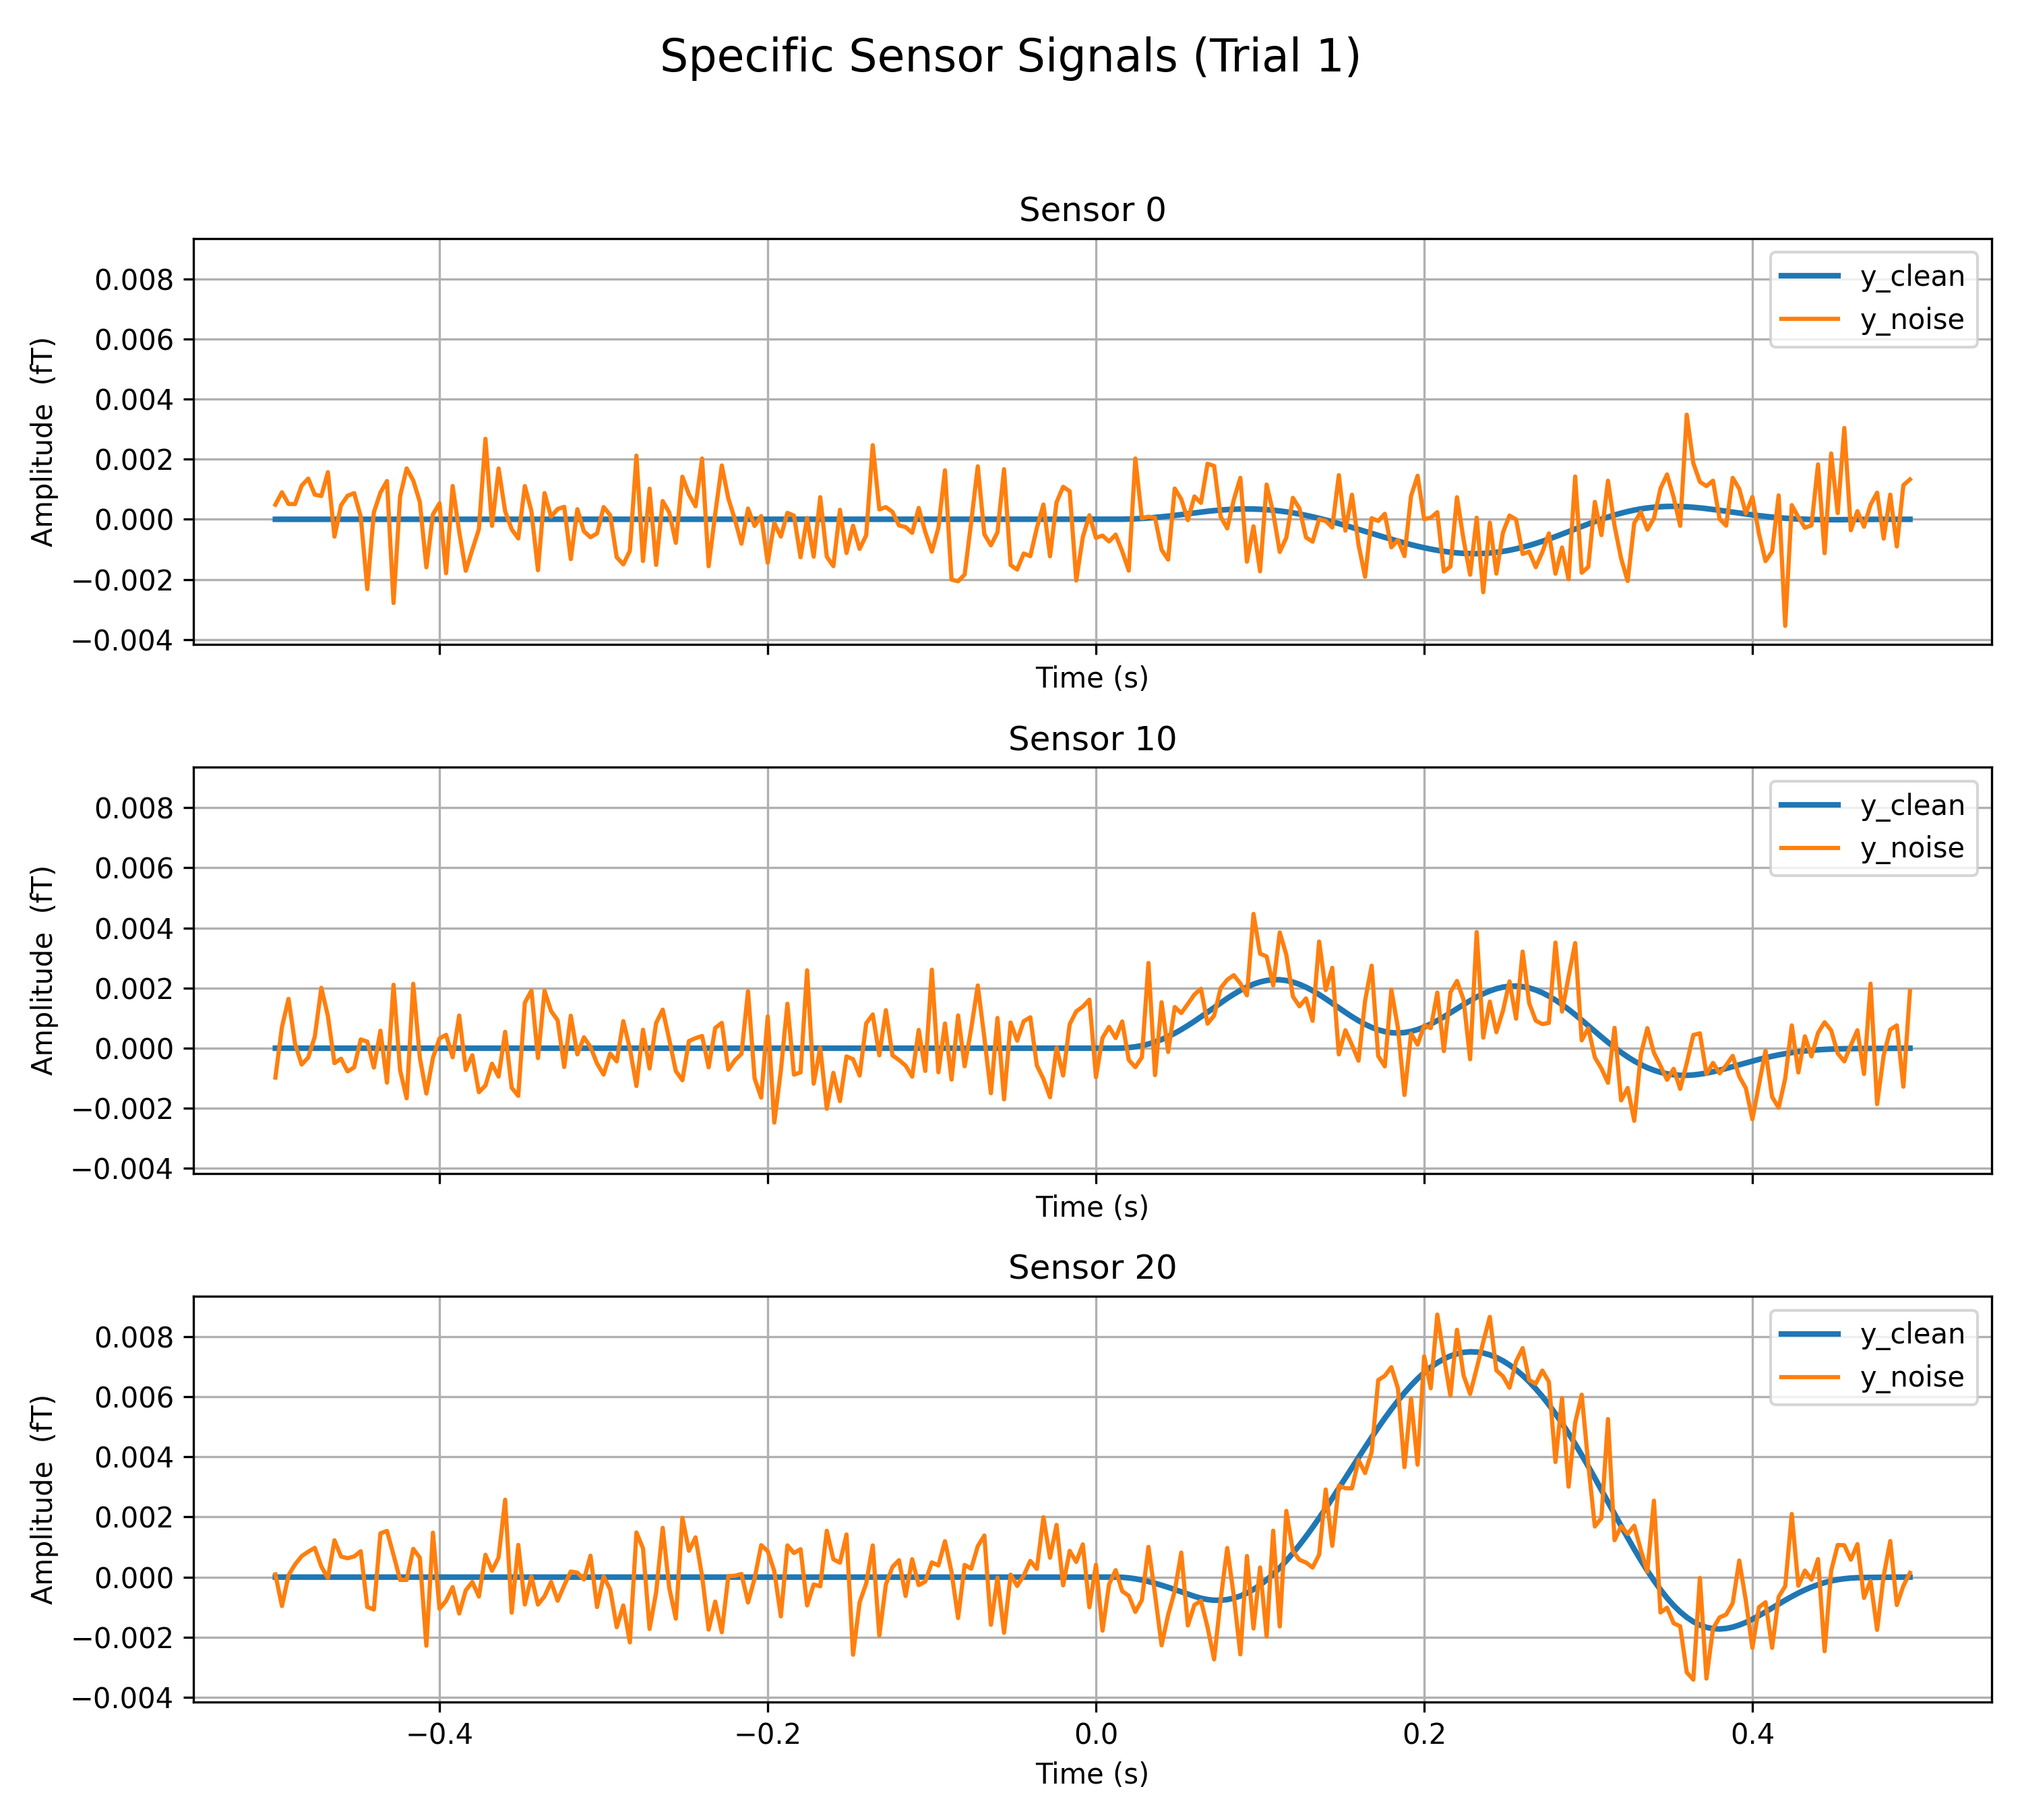 Specific Sensor Signals (Trial 1)
Sensor 0
y_clean
y_noise
0.008
0.006
0.004
0.002
0.000
−0.002
−0.004
Amplitude (fT)
Time (s)
Sensor 10
y_clean
y_noise
0.008
0.006
0.004
0.002
0.000
−0.002
−0.004
Amplitude (fT)
Time (s)
Sensor 20
y_clean
y_noise
0.008
0.006
0.004
0.002
0.000
−0.002
−0.004
Amplitude (fT)
−0.4 −0.2 0.0 0.2 0.4
Time (s)